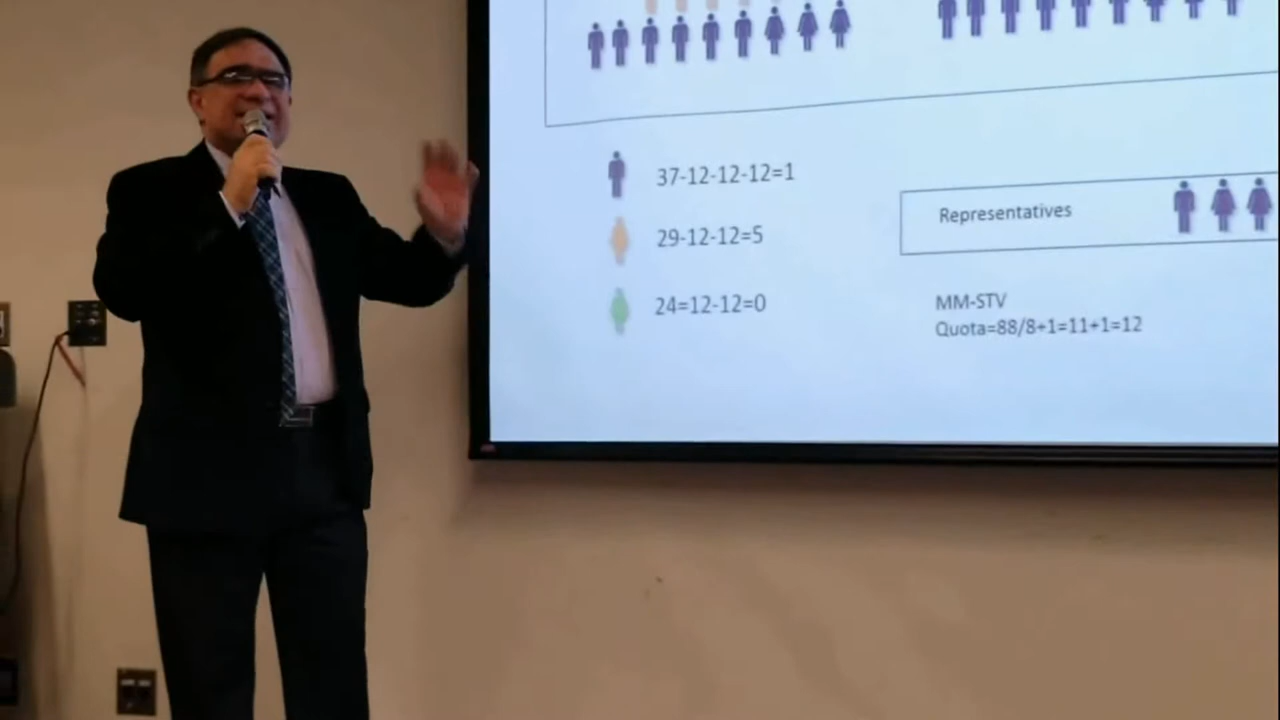 37-12-12-12=1
29-12-12=5
24=12-12=0
Representatives
MM-STV
Quota=88/8+1=11+1=12